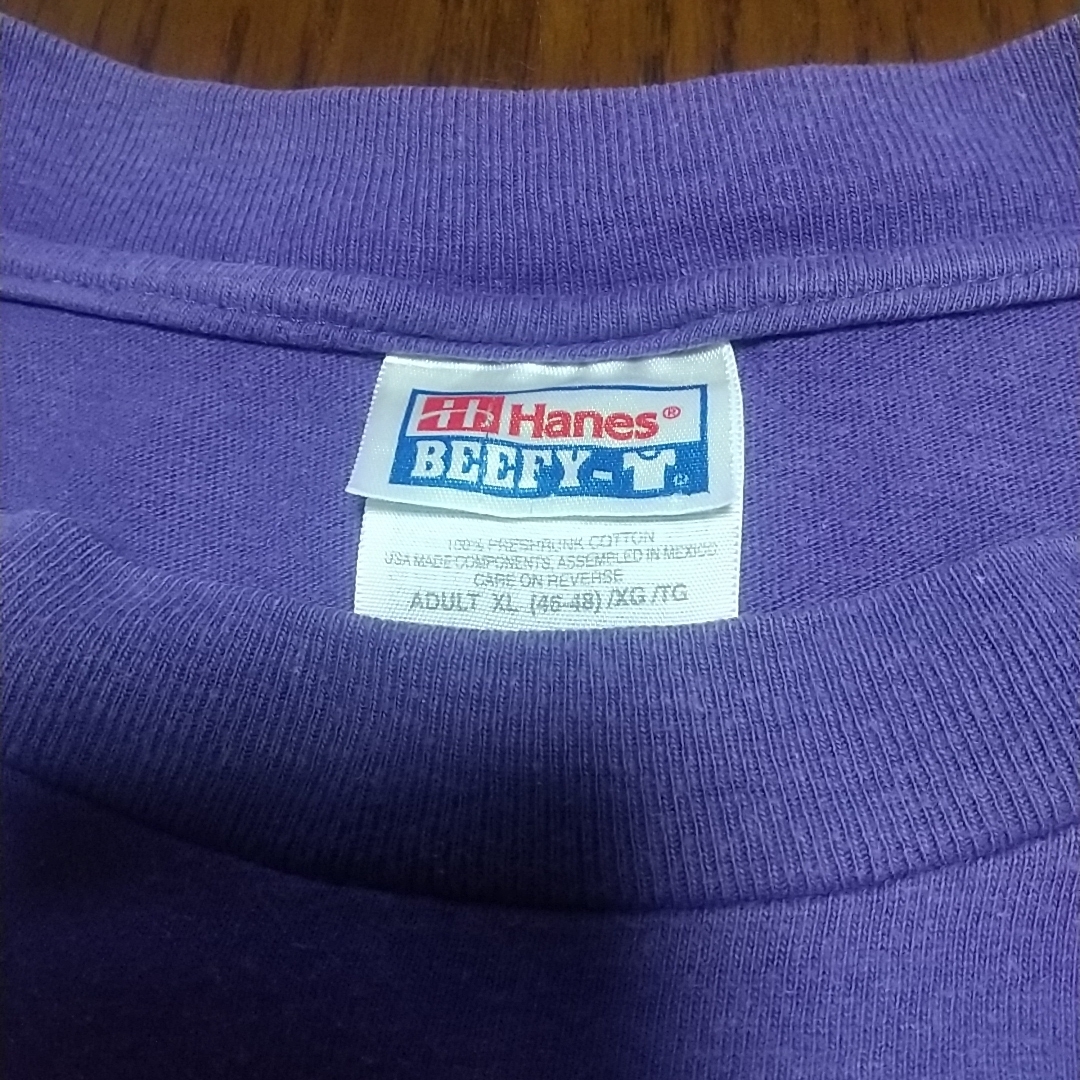 Hanes®
BEEFY-
100% PRESHRUNK COTTON
USA MADE COMPONENTS, ASSEMBLED IN MEXICO
CARE ON REVERSE
ADULT XL (46-48) /XG /TG